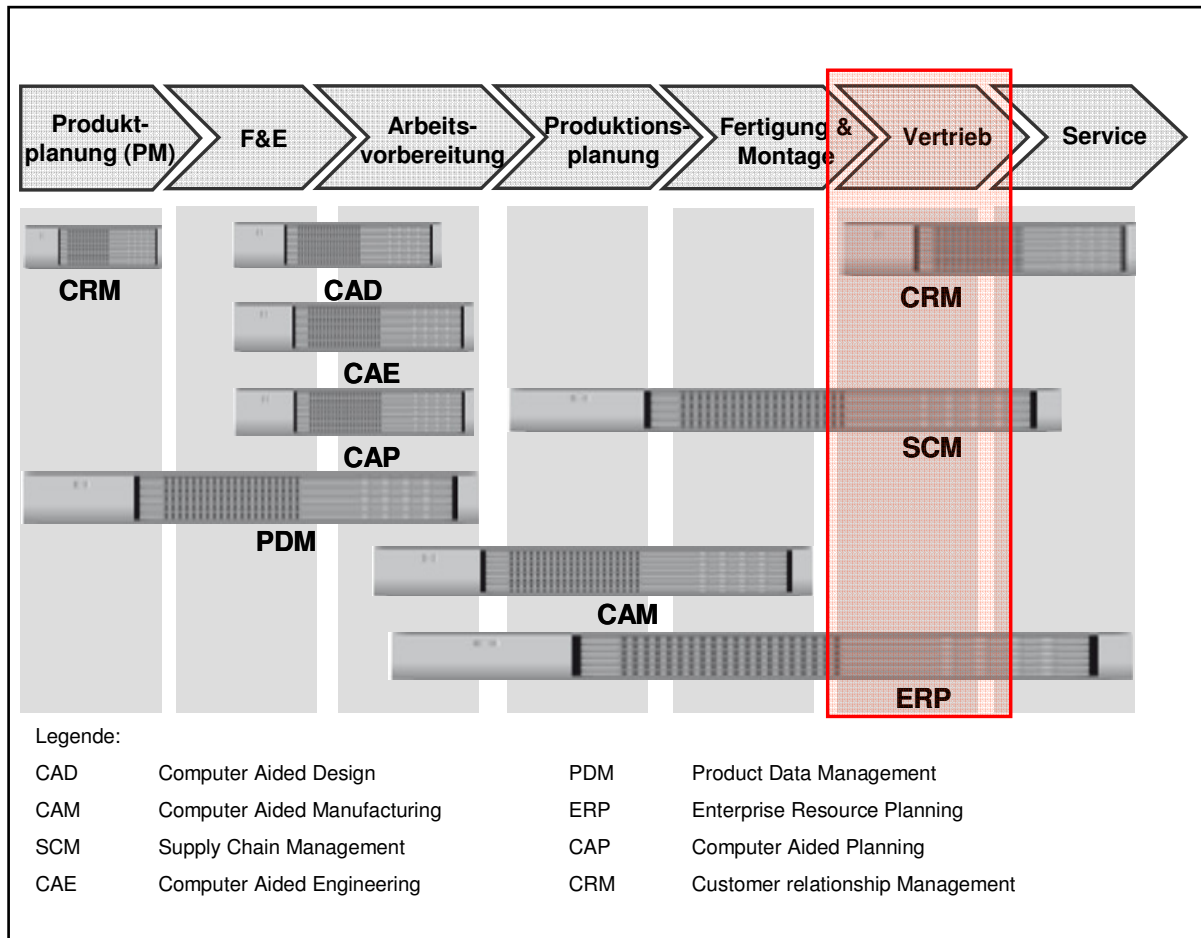 Produkt-
planung (PM)
F&E
Arbeits-
vorbereitung
Produktions-
planung
Fertigung &
Montage
Vertrieb
Service
CRM
CAD
CRM
CAE
CAP
SCM
PDM
CAM
ERP
Legende:
CAD Computer Aided Design
PDM Product Data Management
CAM Computer Aided Manufacturing
ERP Enterprise Resource Planning
SCM Supply Chain Management
CAP Computer Aided Planning
CAE Computer Aided Engineering
CRM Customer relationship Management